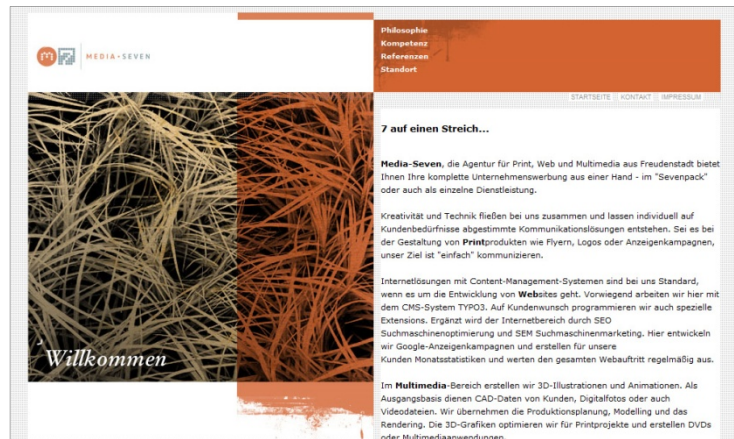 Philosophie
Kompetenz
Referenzen
Standort
MEDIA-SEVEN
STARTSEITE KONTAKT IMPRESSUM
7 auf einen Streich...
Media-Seven, die Agentur für Print, Web und Multimedia aus Freudenstadt bietet
Ihnen Ihre komplette Unternehmenswerbung aus einer Hand - im "Sevenpack"
oder auch als einzelne Dienstleistung.
Kreativität und Technik fließen bei uns zusammen und lassen individuell auf
Kundenbedürfnisse abgestimmte Kommunikationslösungen entstehen. Sei es bei
der Gestaltung von Printprodukten wie Flyern, Logos oder Anzeigenkampagnen,
unser Ziel ist "einfach" kommunizieren.
Internetlösungen mit Content-Management-Systemen sind bei uns Standard,
wenn es um die Entwicklung von Websites geht. Vorwiegend arbeiten wir hier mit
dem CMS-System TYPO3. Auf Kundenwunsch programmieren wir auch spezielle
Extensions. Ergänzt wird der Internetbereich durch SEO
Suchmaschinenoptimierung und SEM Suchmaschinenmarketing. Hier entwickeln
wir Google-Anzeigenkampagnen und erstellen für unsere
Kunden Monatsstatistiken und werten den gesamten Webauftritt regelmäßig aus.
Willkommen
Im Multimedia-Bereich erstellen wir 3D-Illustrationen und Animationen. Als
Ausgangsbasis dienen CAD-Daten von Kunden, Digitalfotos oder auch
Videodateien. Wir übernehmen die Produktionsplanung, Modelling und das
Rendering. Die 3D-Grafiken optimieren wir für Printprojekte und erstellen DVDs
oder Multimediaanwendungen.